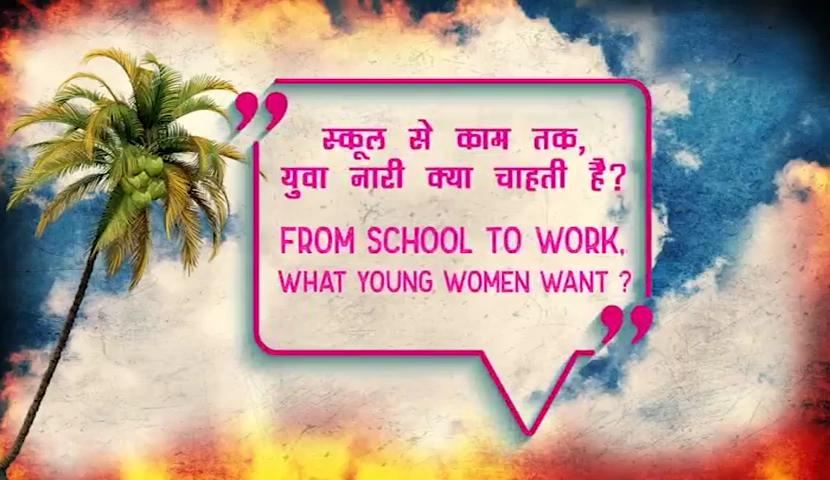 स्कूल से काम तक,
युवा नारी क्या चाहती है?
FROM SCHOOL TO WORK,
WHAT YOUNG WOMEN WANT ?